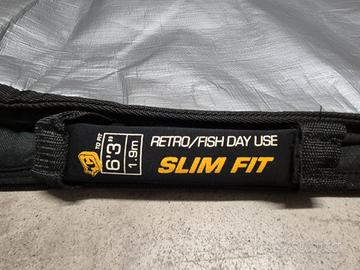 TO FIT
6'3"
1.9m
RETRO/FISH DAY USE
SLIM FIT